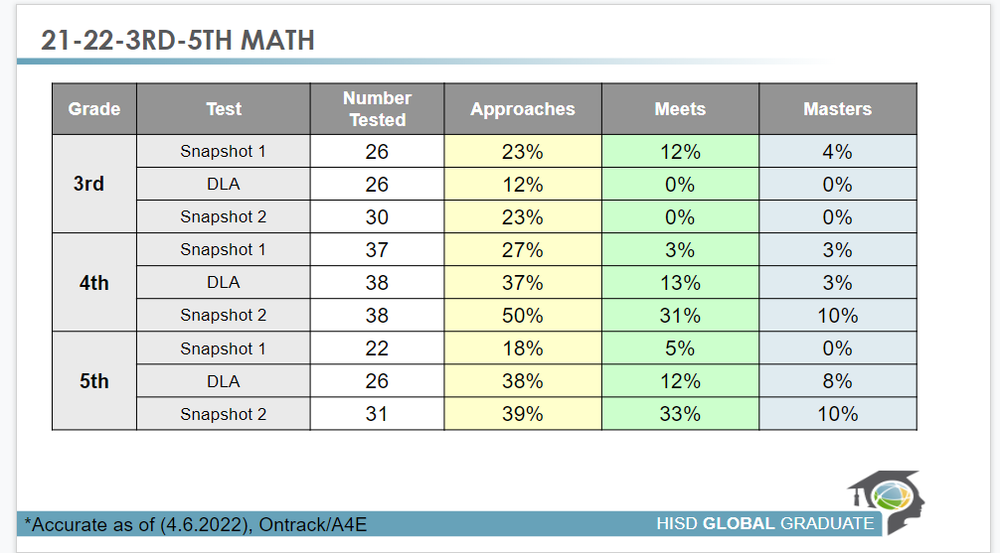 21-22-3RD-5TH MATH
Grade Test Number Tested Approaches Meets Masters
3rd Snapshot 1 26 23% 12% 4%
DLA 26 12% 0% 0%
Snapshot 2 30 23% 0% 0%
4th Snapshot 1 37 27% 3% 3%
DLA 38 37% 13% 3%
Snapshot 2 38 50% 31% 10%
5th Snapshot 1 22 18% 5% 0%
DLA 26 38% 12% 8%
Snapshot 2 31 39% 33% 10%
*Accurate as of (4.6.2022), Ontrack/A4E
HISD GLOBAL GRADUATE